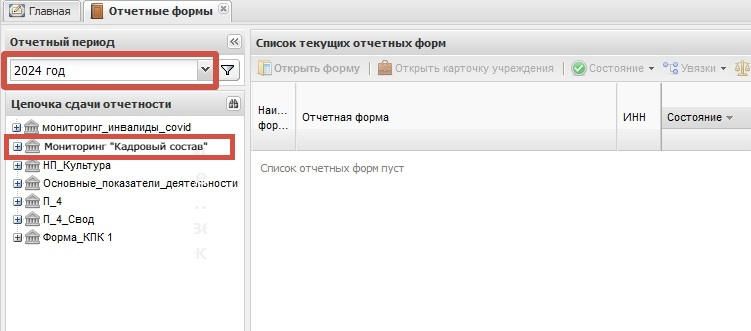 Главная
Отчетные формы
Отчетный период
2024 год
Цепочка сдачи отчетности
мониторинг_инвалиды_covid
Мониторинг "Кадровый состав"
НП_Культура
Основные_показатели_деятельности
П_4
П_4_Свод
Форма_КПК 1
Список текущих отчетных форм
Открыть форму
Открыть карточку учреждения
Состояние
Увязки
Наи... фор...
Отчетная форма
ИНН
Состояние
Список отчетных форм пуст